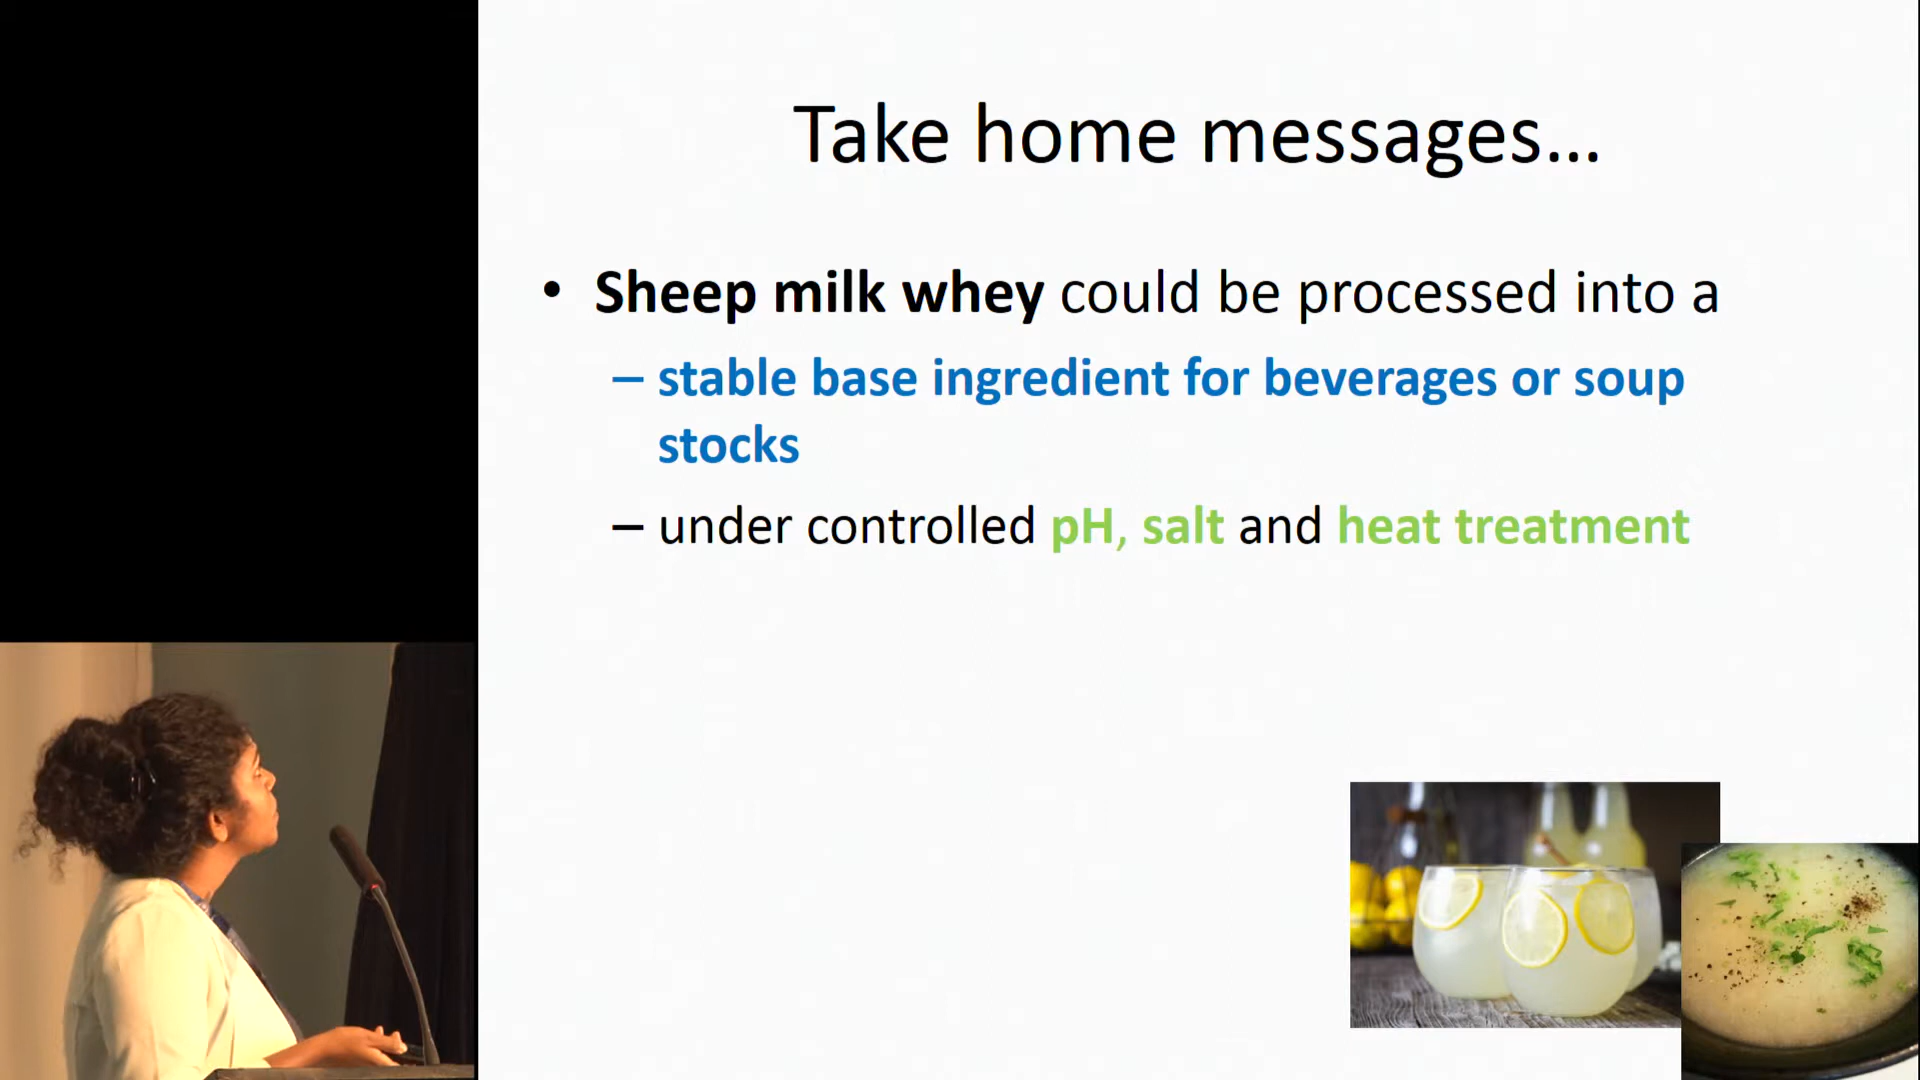 Take home messages...
• Sheep milk whey could be processed into a
– stable base ingredient for beverages or soup
stocks
– under controlled pH, salt and heat treatment